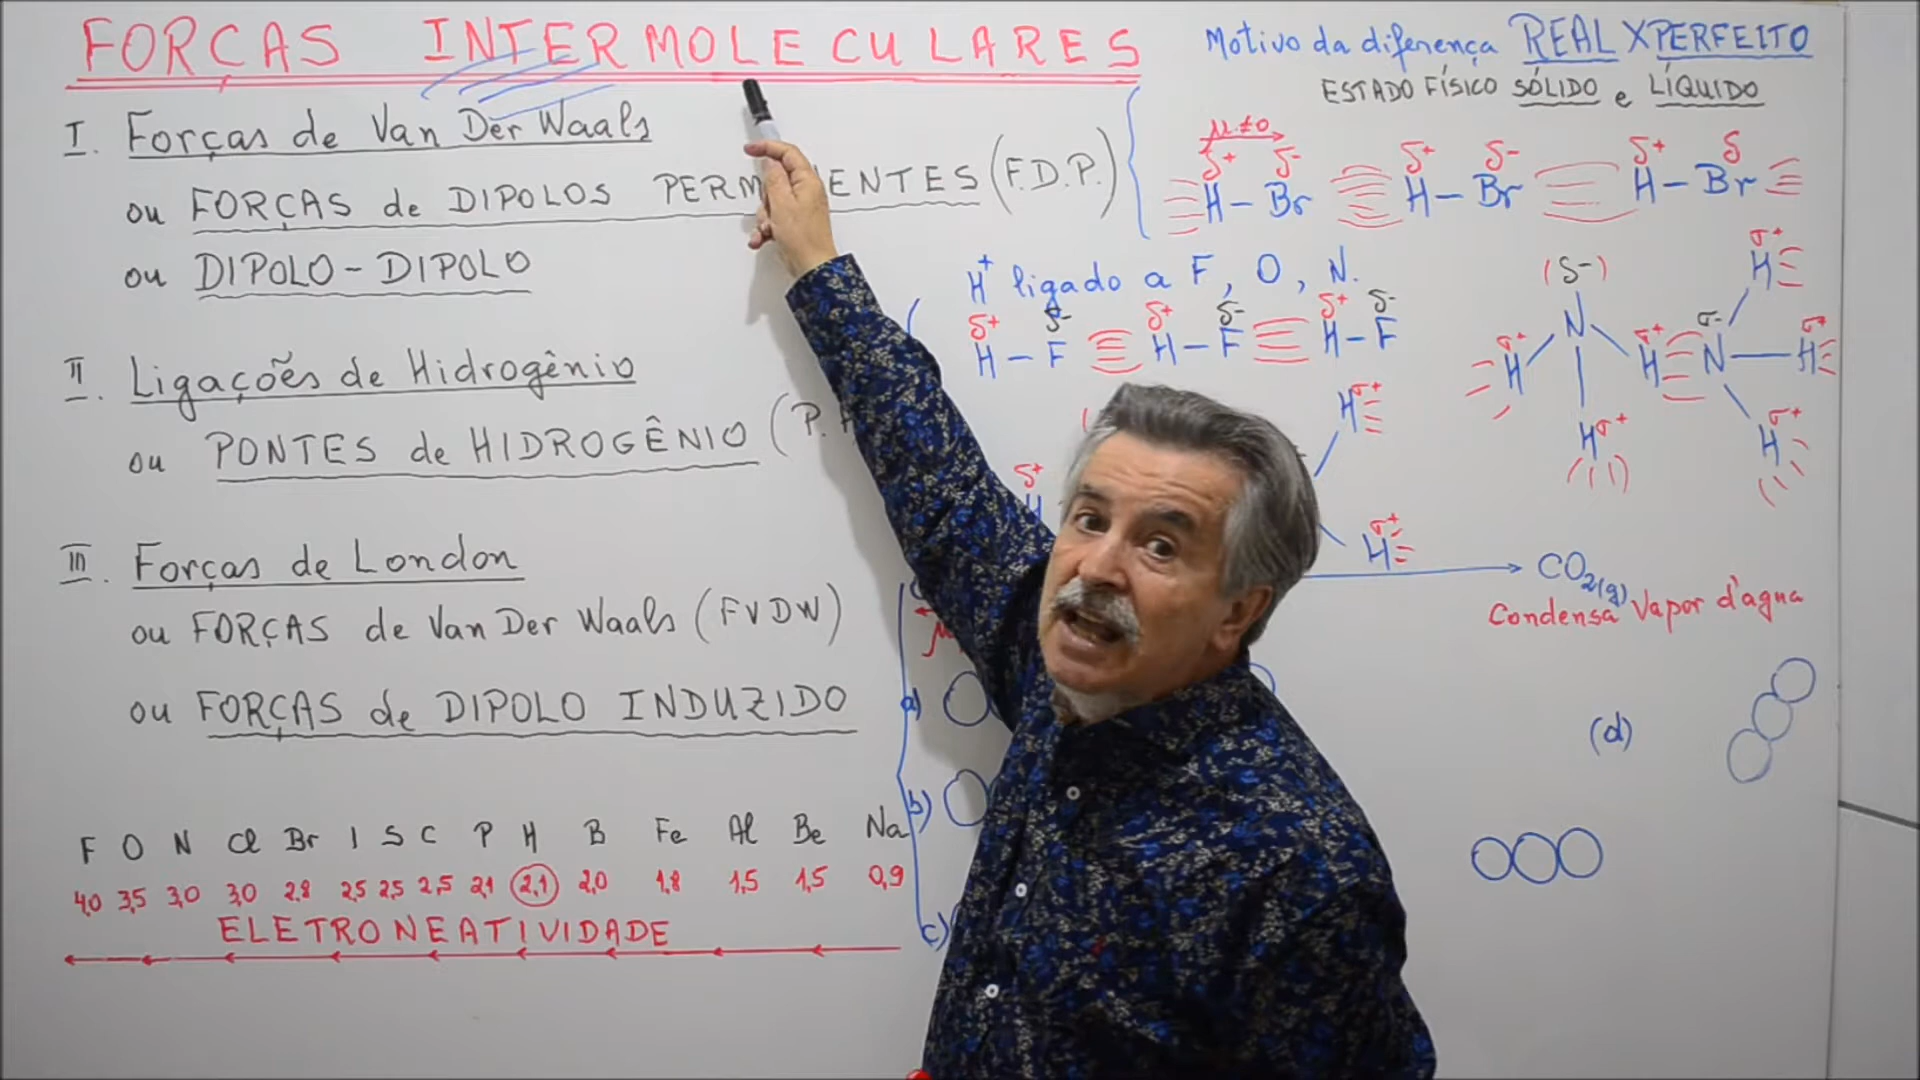 FORÇAS INTERMOLECULARES
Motivo da diferença REAL X PERFEITO
ESTADO FÍSICO SÓLIDO e LÍQUIDO
I. Forças de Van Der Waals
ou FORÇAS de DIPOLOS PERM ENTES (F.D.P.)
ou DIPOLO - DIPOLO
μ ≠ 0
δ+ δ- δ+ δ- δ+ δ
H - Br H - Br H - Br
H+ ligado a F, O, N.
δ+ δ- δ+ δ- δ+ δ-
H - F H - F H - F
(δ-)
N
σ+ H H σ+
H σ+
σ-
N
σ+
H
σ+
H
σ+
H
II. Ligações de Hidrogênio
ou PONTES de HIDROGÊNIO (P.
δ+
H
H σ+
H σ+
III. Forças de London
ou FORÇAS de Van Der Waals (FVDW)
ou FORÇAS de DIPOLO INDUZIDO
CO2(g)
Condensa Vapor d'agua
a)
b)
c)
(d)
F O N Cl Br I S C P H B Fe Al Be Na
4,0 3,5 3,0 3,0 2,8 2,5 2,5 2,5 2,1 2,1 2,0 1,8 1,5 1,5 0,9
ELETRONEATIVIDADE